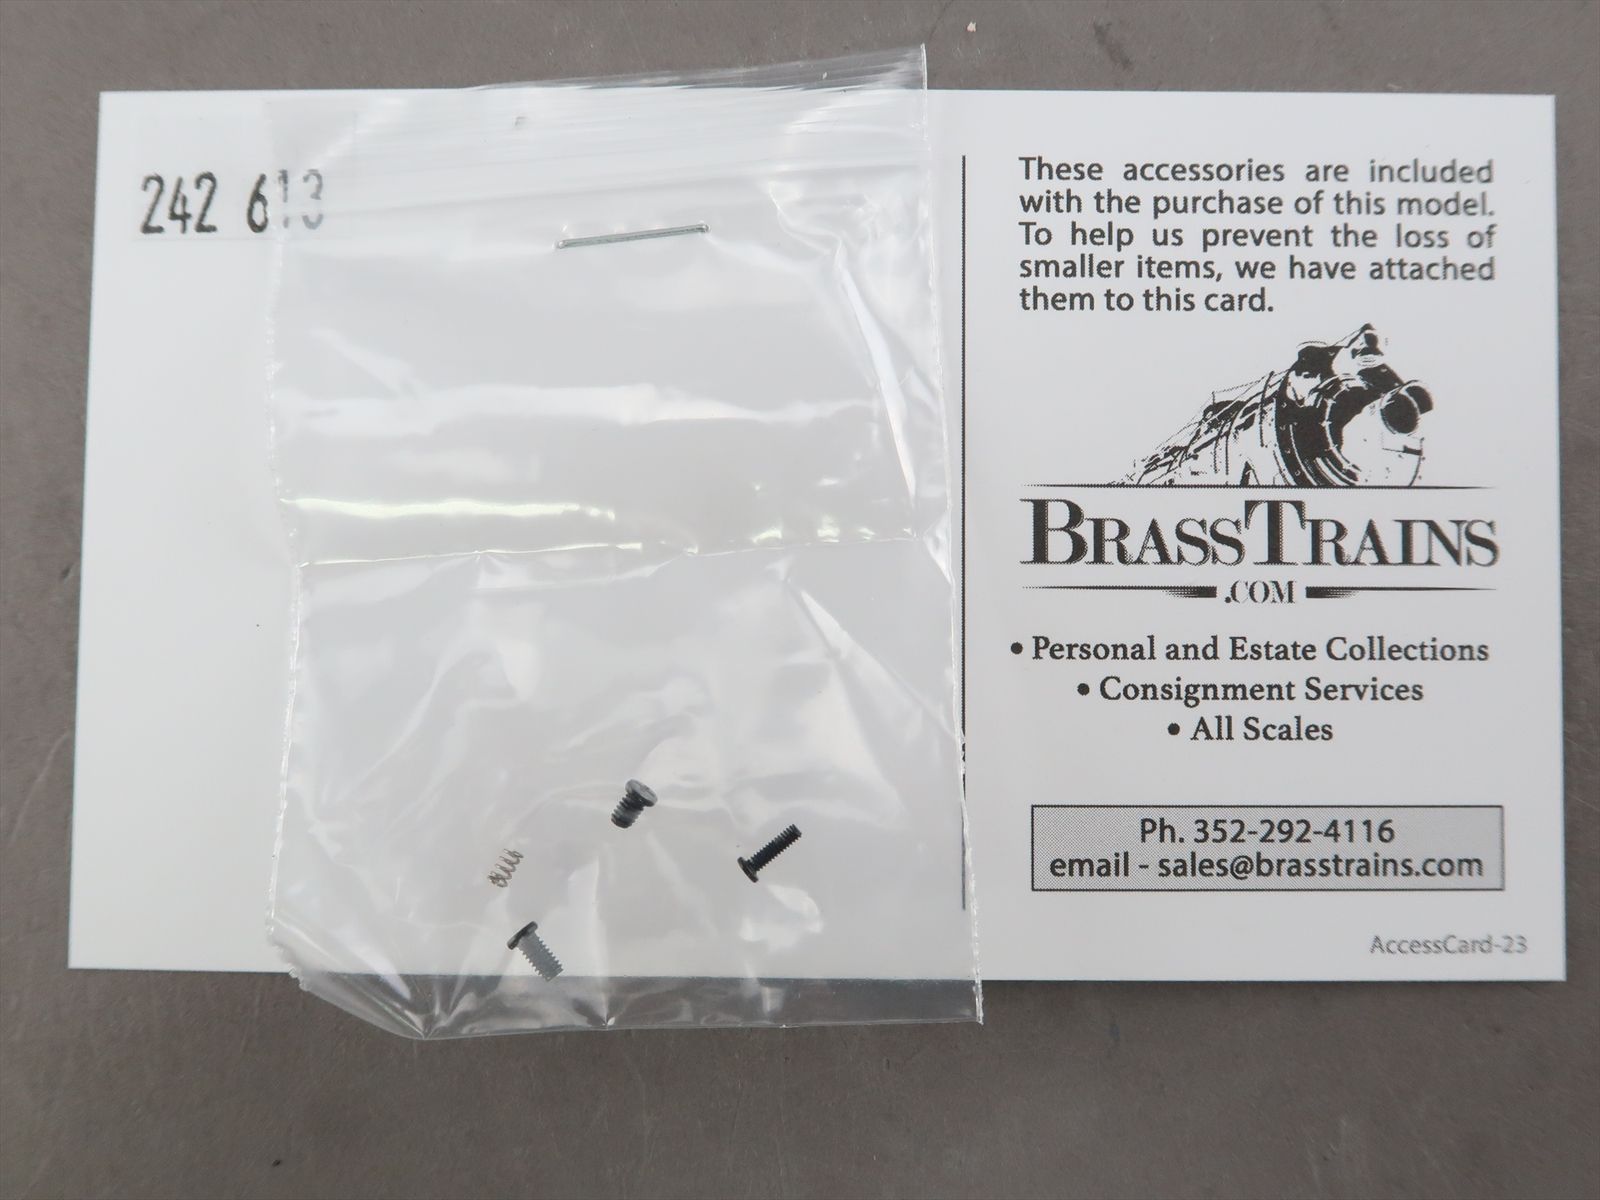 242 613
These accessories are included
with the purchase of this model.
To help us prevent the loss of
smaller items, we have attached
them to this card.
BRASSTRAINS
.COM
• Personal and Estate Collections
• Consignment Services
• All Scales
Ph. 352-292-4116
email - sales@brasstrains.com
AccessCard-23